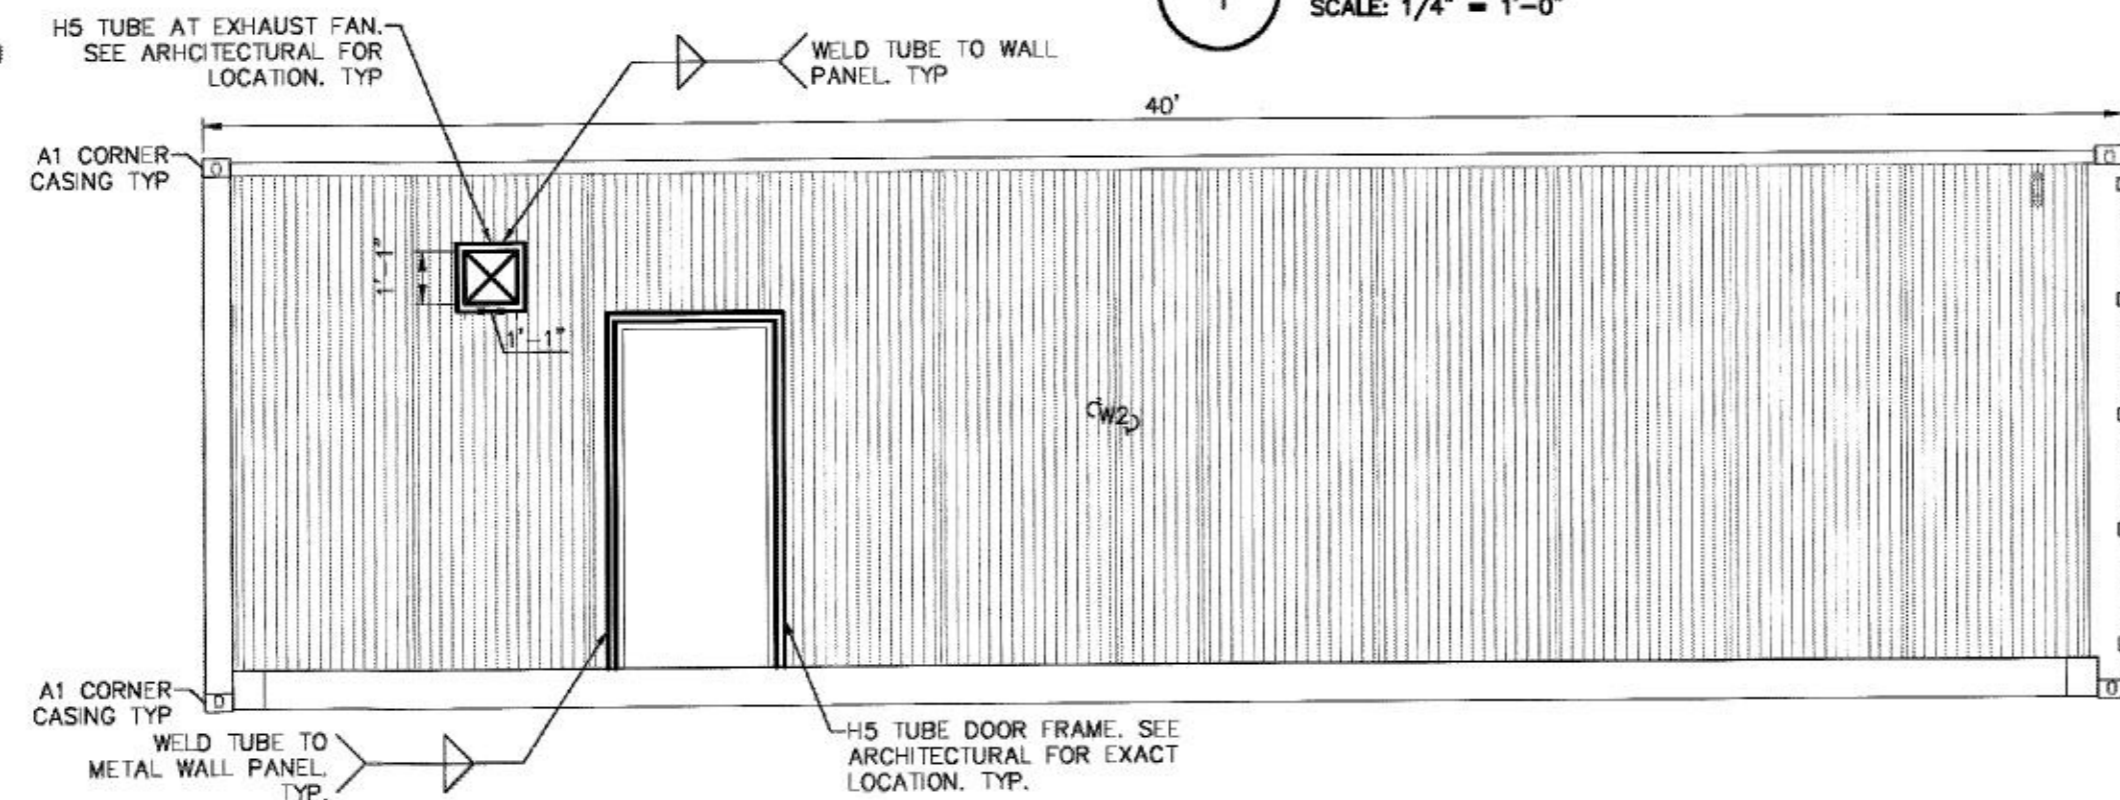 SCALE: 1/4" = 1'-0"
H5 TUBE AT EXHAUST FAN.
SEE ARHCITECTURAL FOR
LOCATION. TYP
WELD TUBE TO WALL
PANEL. TYP
40'
A1 CORNER
CASING TYP
1'-1"
1'-1"
W2
A1 CORNER
CASING TYP
WELD TUBE TO
METAL WALL PANEL.
TYP.
H5 TUBE DOOR FRAME. SEE
ARCHITECTURAL FOR EXACT
LOCATION. TYP.